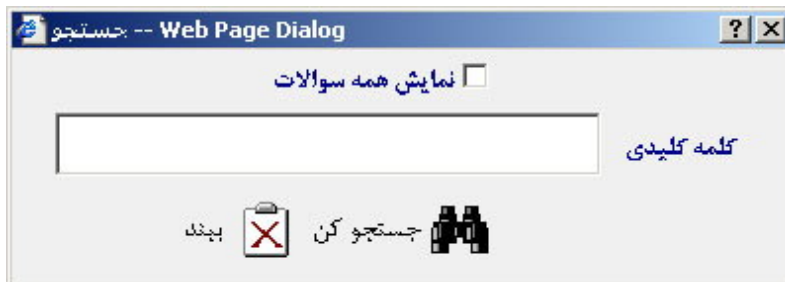 جستجو -- Web Page Dialog
نمایش همه سوالات
کلمه کلیدی
جستجو کن ببند